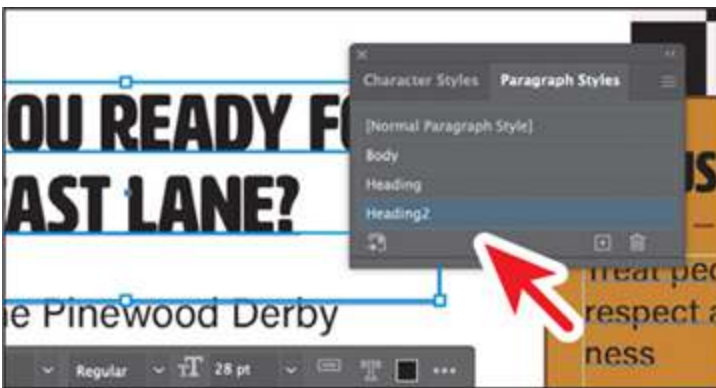 OU READY F
AST LANE?
e Pinewood Derby
Character Styles
Paragraph Styles
[Normal Paragraph Style]
Body
Heading
Heading2
US
Treat pe
respect a
ness
Regular
28 pt